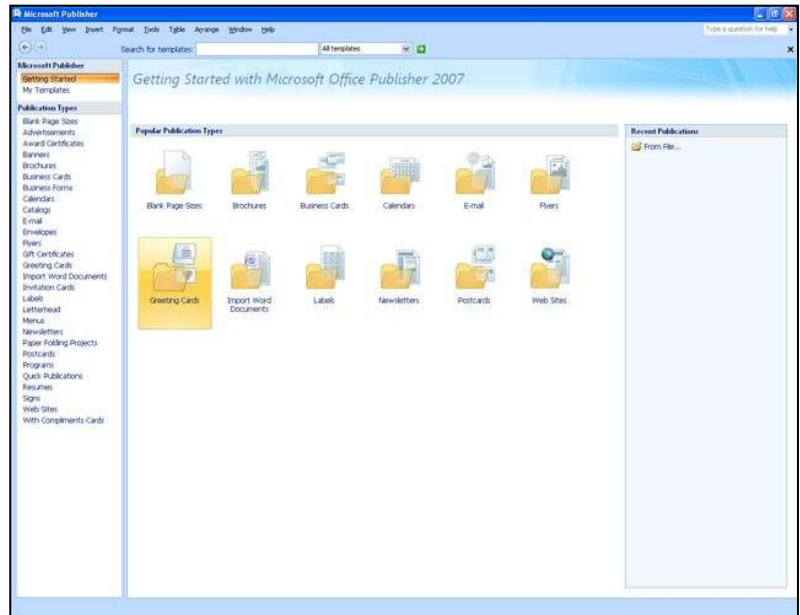 Microsoft Publisher
File Edit View Insert Format Tools Table Arrange Window Help
Type a question for help
Search for templates: All templates
Microsoft Publisher
Getting Started
My Templates
Publication Types
Blank Page Sizes
Advertisements
Award Certificates
Banners
Brochures
Business Cards
Business Forms
Calendars
Catalogs
E-mail
Envelopes
Flyers
Gift Certificates
Greeting Cards
Import Word Documents
Invitation Cards
Labels
Letterhead
Menus
Newsletters
Paper Folding Projects
Postcards
Programs
Quick Publications
Resumes
Signs
Web Sites
With Compliments Cards
Getting Started with Microsoft Office Publisher 2007
Popular Publication Types
Blank Page Sizes Brochures Business Cards Calendars E-mail Flyers
Greeting Cards Import Word Labels Newsletters Postcards Web Sites
Documents
Recent Publications
From File...